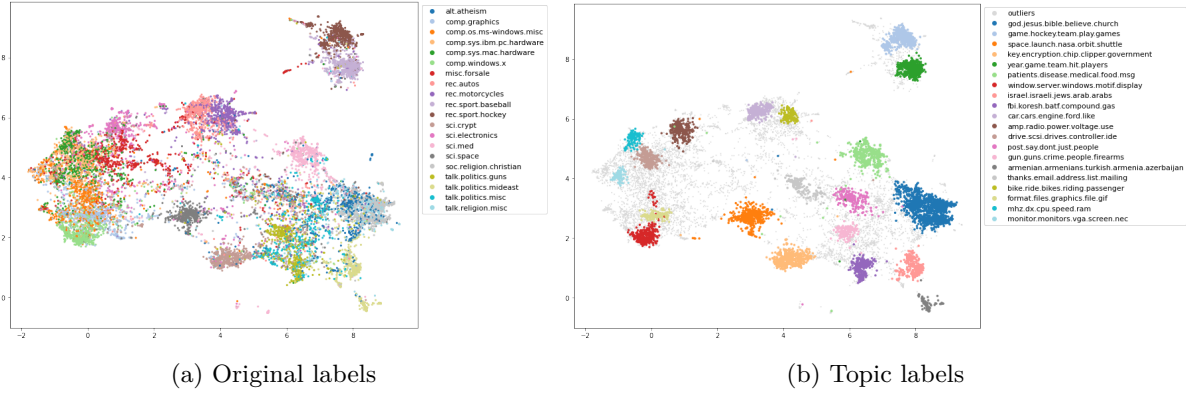 alt.atheism
comp.graphics
comp.os.ms-windows.misc
comp.sys.ibm.pc.hardware
comp.sys.mac.hardware
comp.windows.x
misc.forsale
rec.autos
rec.motorcycles
rec.sport.baseball
rec.sport.hockey
sci.crypt
sci.electronics
sci.med
sci.space
soc.religion.christian
talk.politics.guns
talk.politics.mideast
talk.politics.misc
talk.religion.misc
8
6
4
2
0
−2 0 2 4 6 8
(a) Original labels
outliers
god.jesus.bible.believe.church
game.hockey.team.play.games
space.launch.nasa.orbit.shuttle
key.encryption.chip.clipper.government
year.game.team.hit.players
patients.disease.medical.food.msg
window.server.windows.motif.display
israel.israeli.jews.arab.arabs
fbi.koresh.batf.compound.gas
car.cars.engine.ford.like
amp.radio.power.voltage.use
drive.scsi.drives.controller.ide
post.say.dont.just.people
gun.guns.crime.people.firearms
armenian.armenians.turkish.armenia.azerbaijan
thanks.email.address.list.mailing
bike.ride.bikes.riding.passenger
format.files.graphics.file.gif
mhz.dx.cpu.speed.ram
monitor.monitors.vga.screen.nec
8
6
4
2
0
−2 0 2 4 6 8
(b) Topic labels